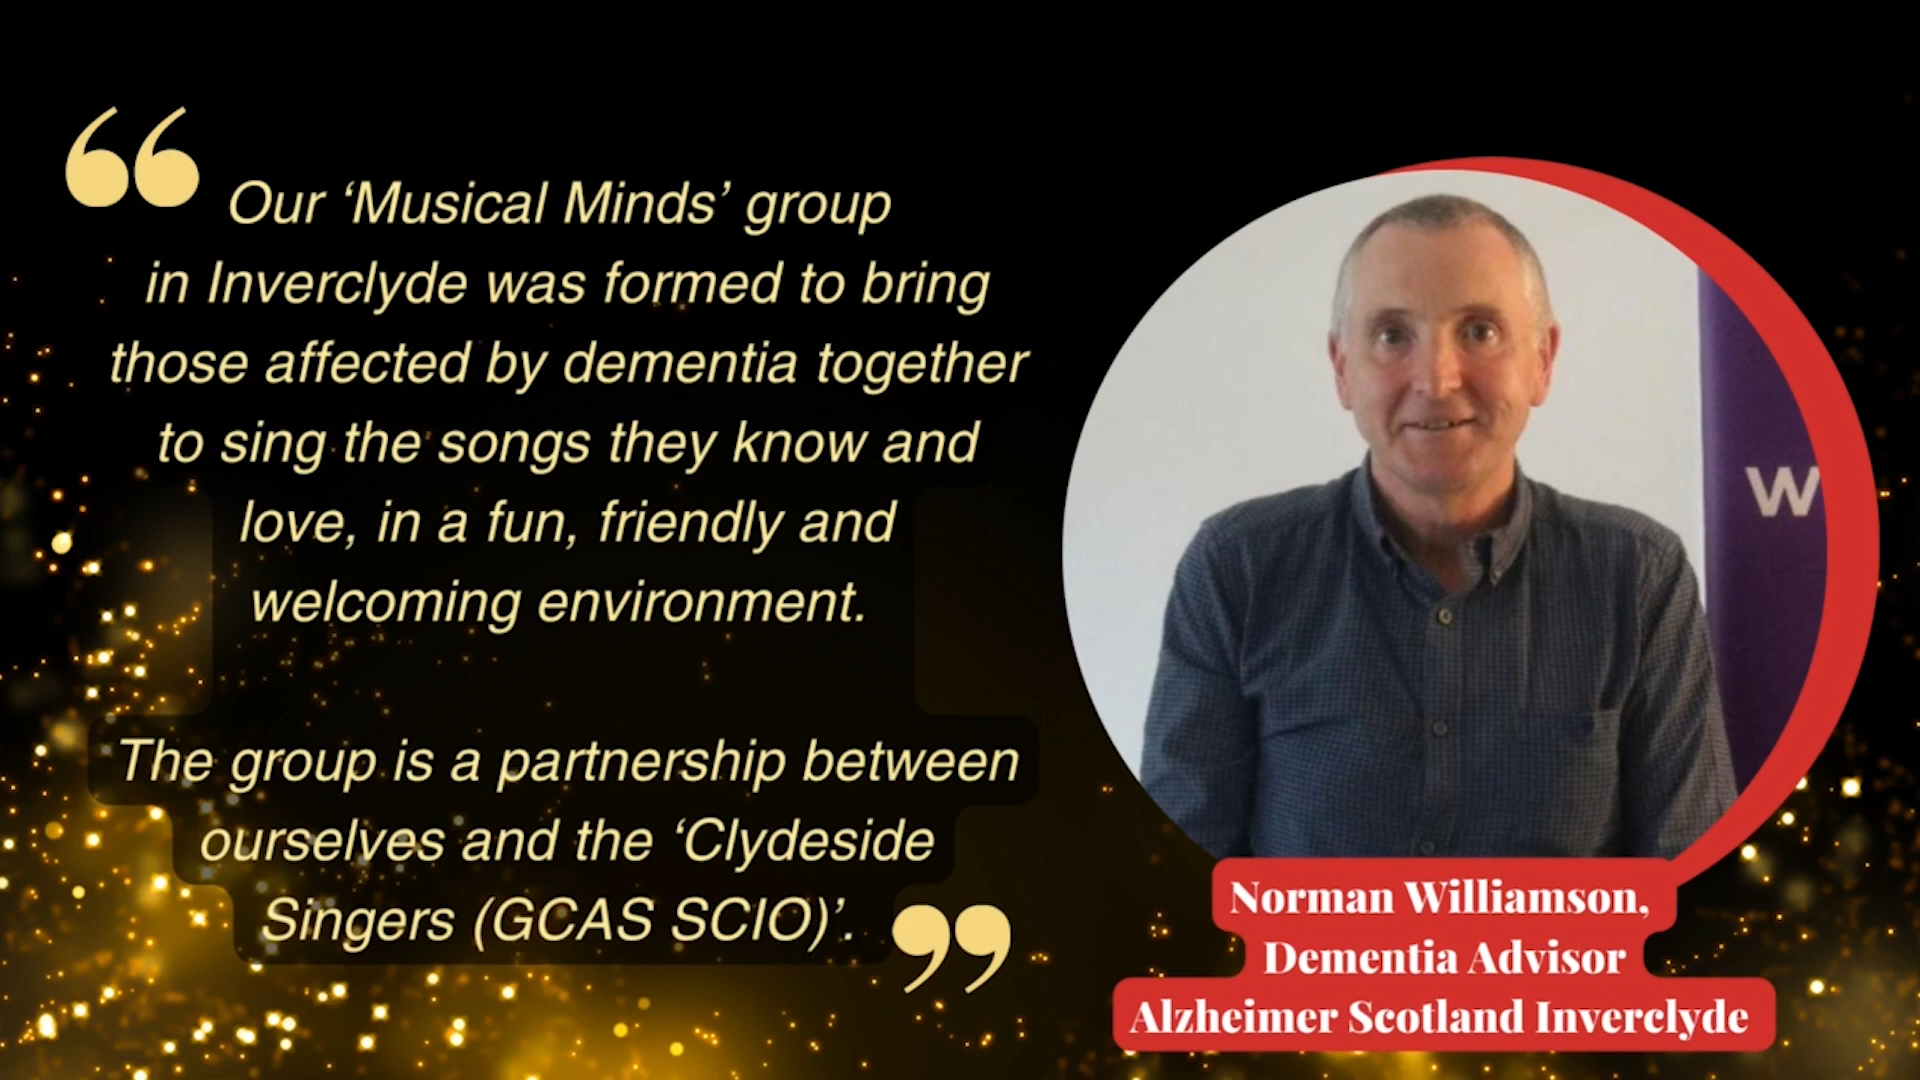 “
Our ‘Musical Minds’ group
in Inverclyde was formed to bring
those affected by dementia together
to sing the songs they know and
love, in a fun, friendly and
welcoming environment.
The group is a partnership between
ourselves and the ‘Clydeside
Singers (GCAS SCIO)’.
”
W
Norman Williamson,
Dementia Advisor
Alzheimer Scotland Inverclyde